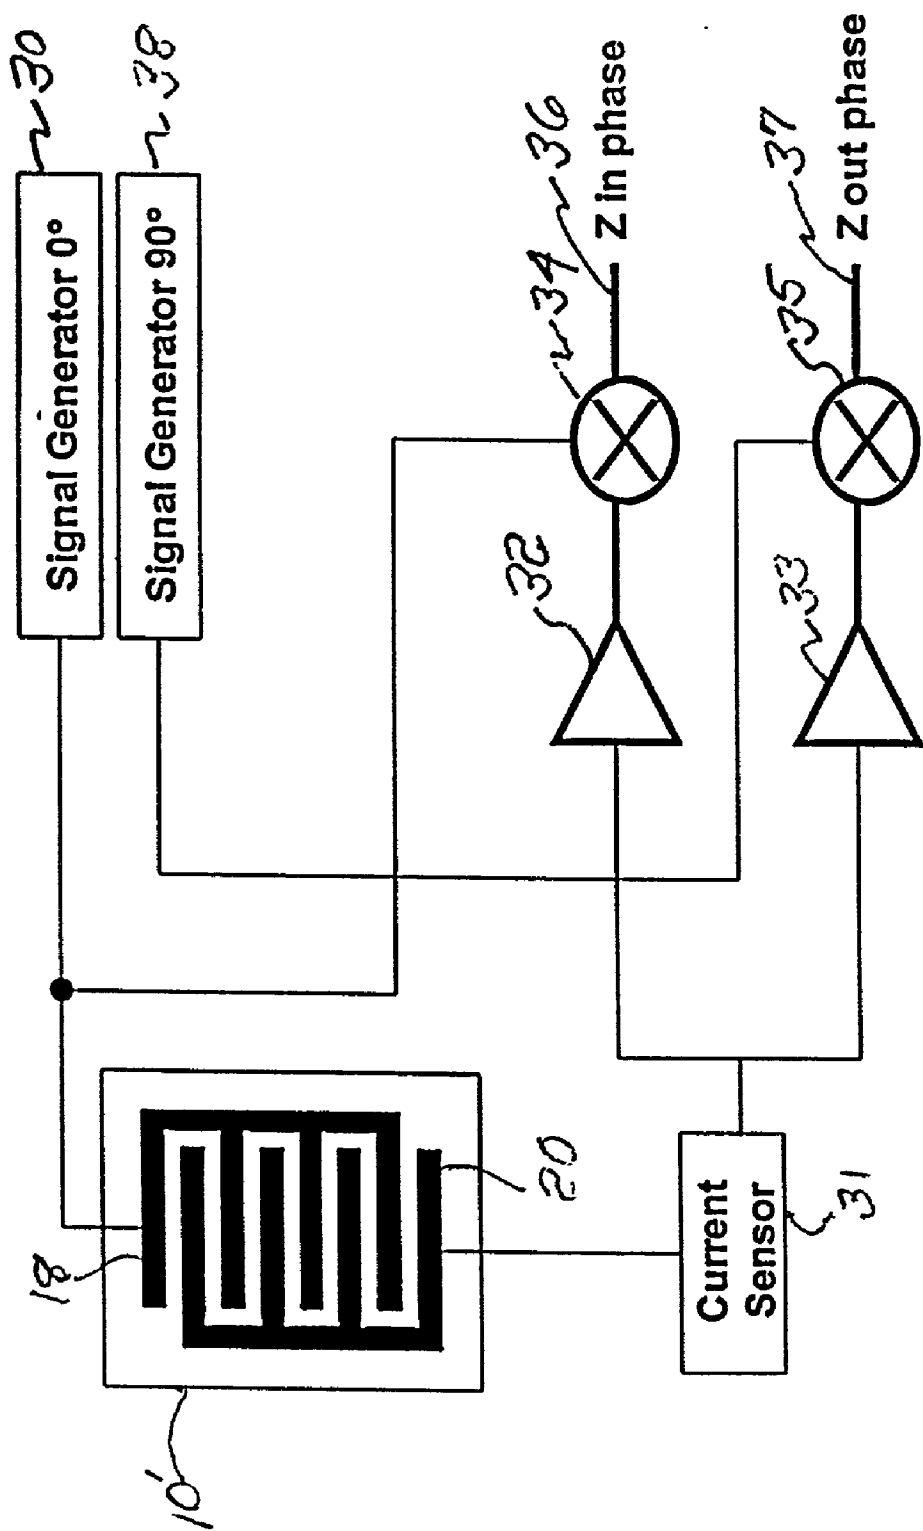 Signal Generator 0°
30
Signal Generator 90°
38
18
20
10'
32
34
36
Z in phase
33
35
37
Z out phase
Current
Sensor
31